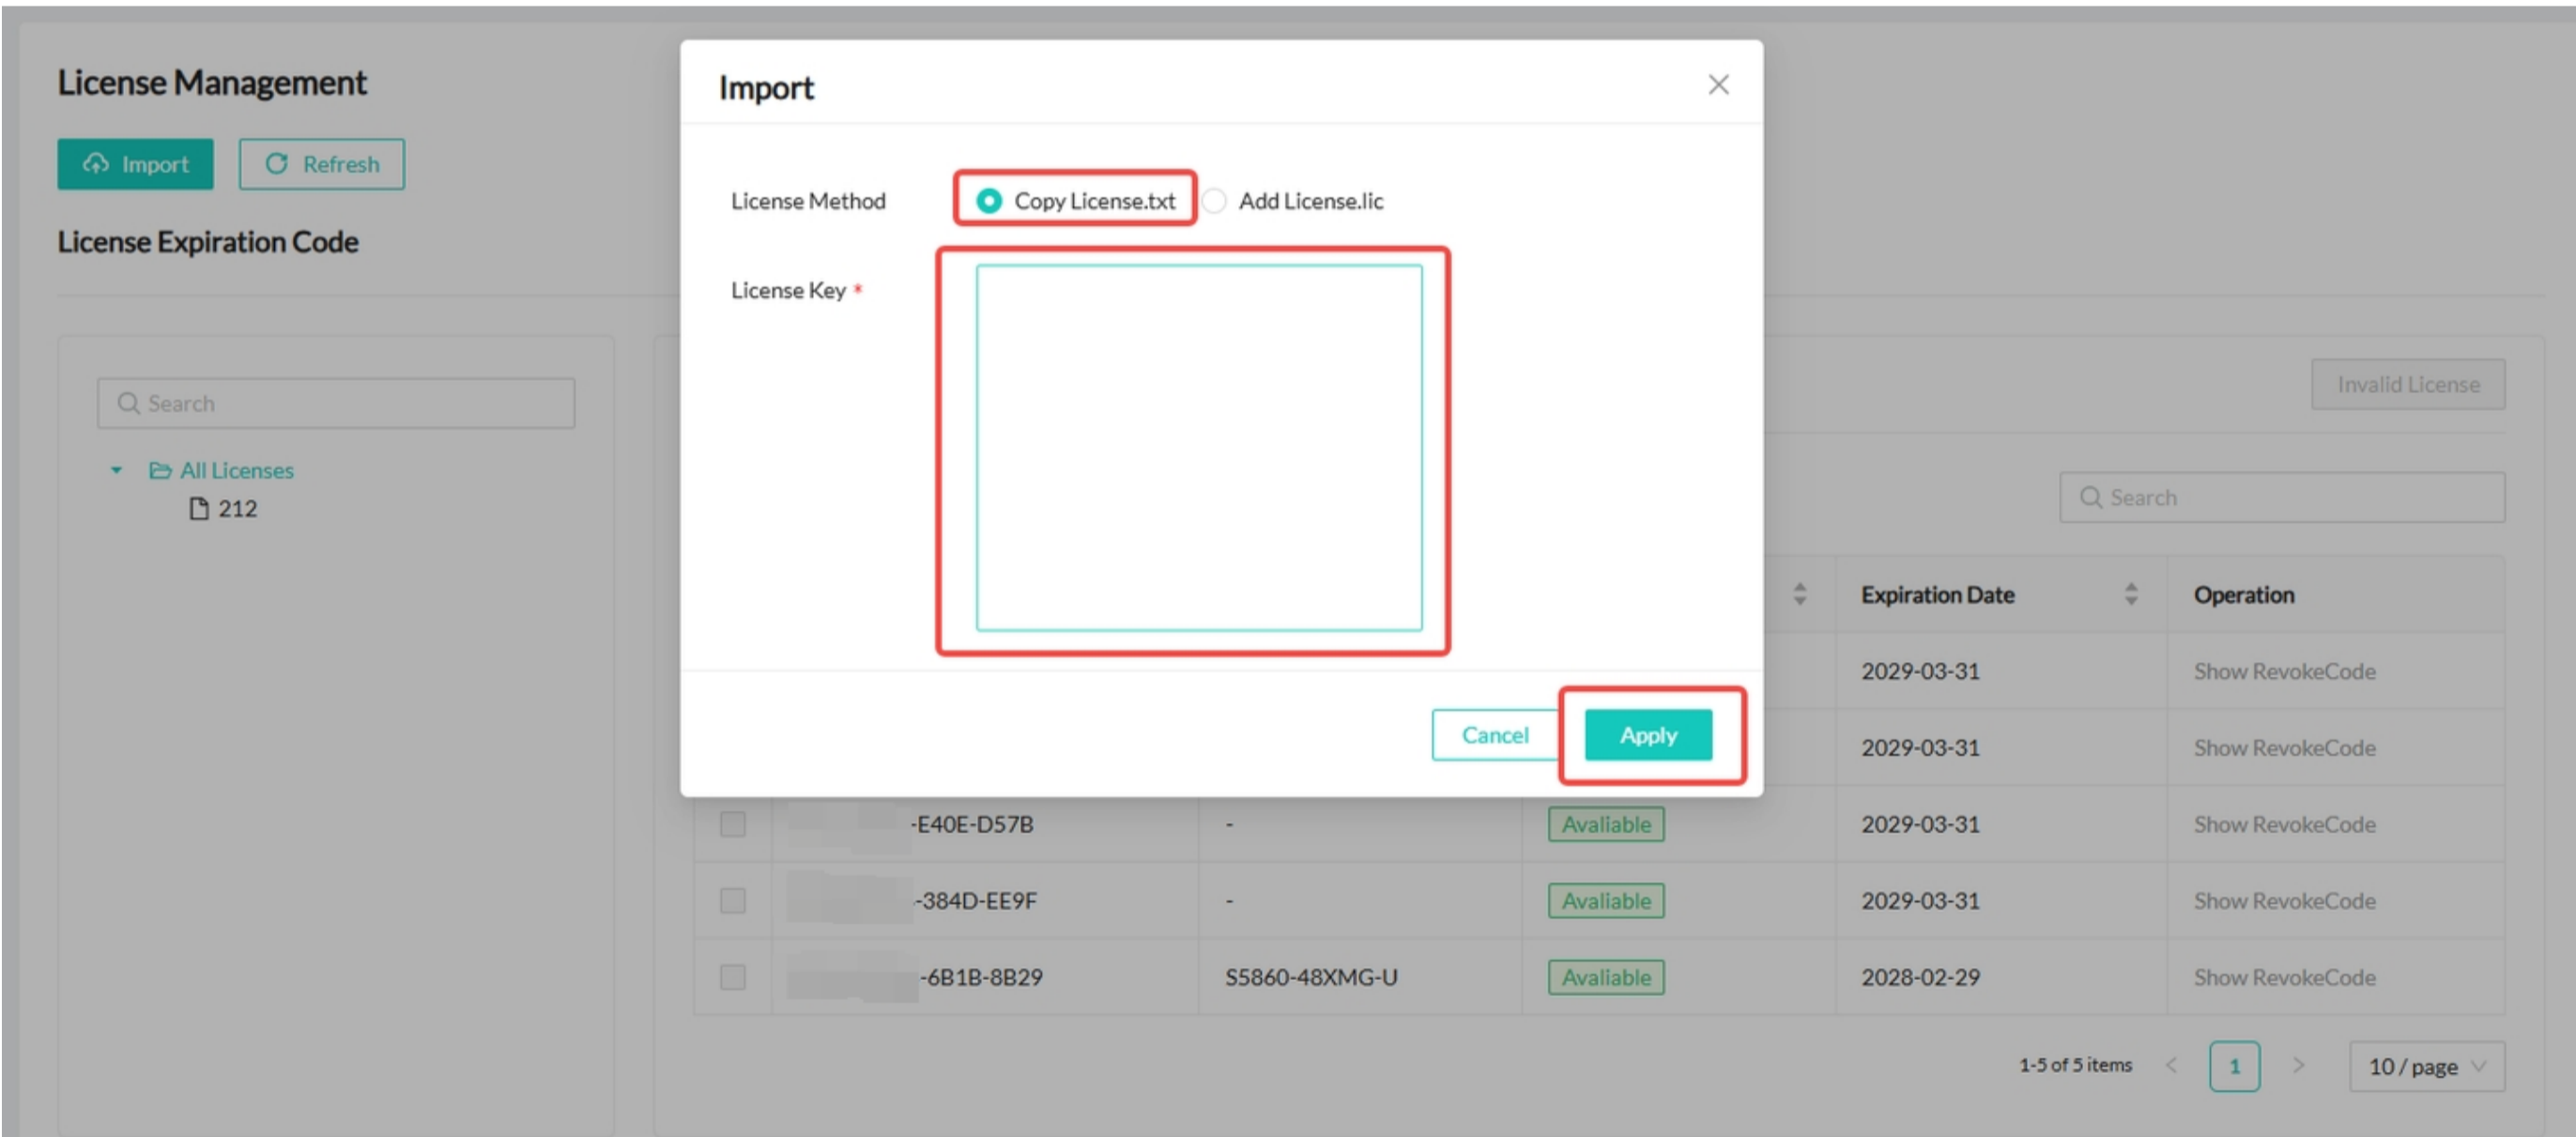 License Management
Import
Refresh
License Expiration Code
Search
All Licenses
212
Import
License Method
Copy License.txt
Add License.lic
License Key *
Cancel
Apply
Invalid License
Search
Expiration Date
Operation
2029-03-31
Show RevokeCode
2029-03-31
Show RevokeCode
-E40E-D57B
-
Avaliable
2029-03-31
Show RevokeCode
-384D-EE9F
-
Avaliable
2029-03-31
Show RevokeCode
-6B1B-8B29
S5860-48XMG-U
Avaliable
2028-02-29
Show RevokeCode
1-5 of 5 items
<
1
>
10 / page